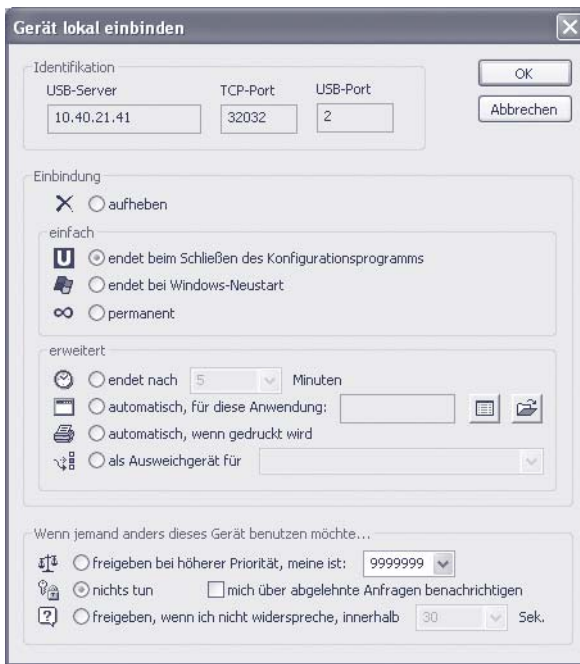 Gerät lokal einbinden
Identifikation
USB-Server TCP-Port USB-Port
10.40.21.41 32032 2
OK
Abbrechen
Einbindung
aufheben
einfach
U endet beim Schließen des Konfigurationsprogramms
endet bei Windows-Neustart
permanent
erweitert
endet nach 5 Minuten
automatisch, für diese Anwendung:
automatisch, wenn gedruckt wird
als Ausweichgerät für
Wenn jemand anders dieses Gerät benutzen möchte...
freigeben bei höherer Priorität, meine ist: 9999999
nichts tun mich über abgelehnte Anfragen benachrichtigen
? freigeben, wenn ich nicht widerspreche, innerhalb 30 Sek.